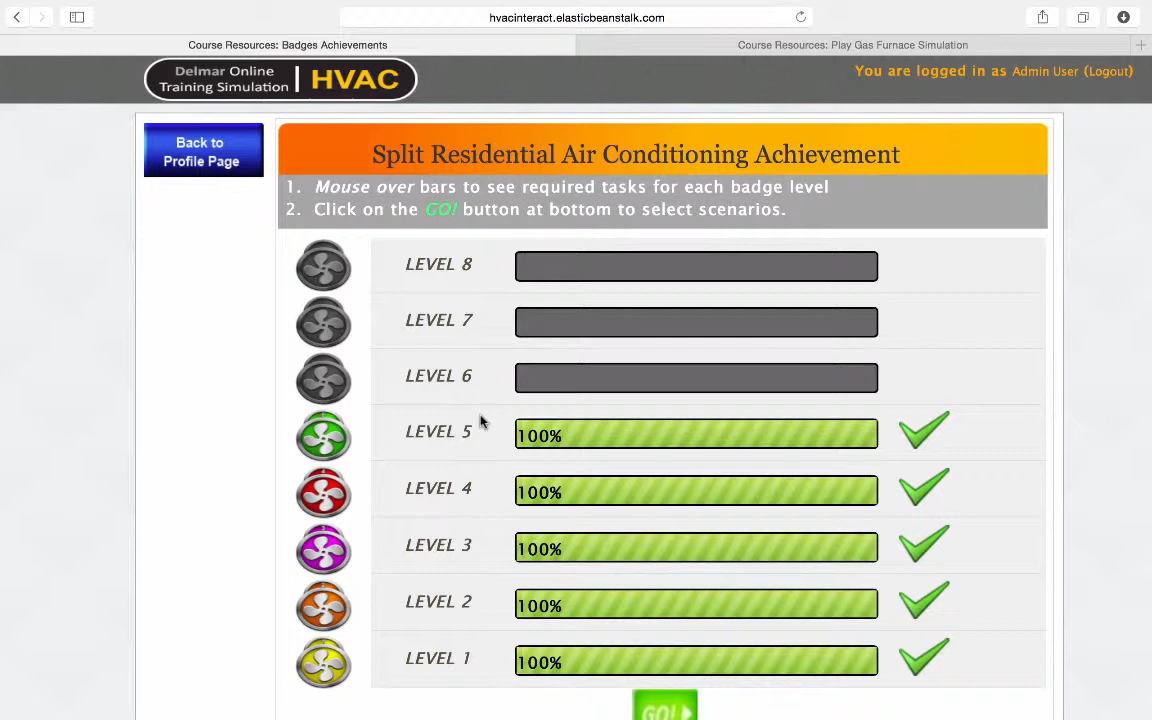 hvacinteract.elasticbeanstalk.com
Course Resources: Badges Achievements
Course Resources: Play Gas Furnace Simulation
Delmar Online
Training Simulation
HVAC
You are logged in as Admin User (Logout)
Back to
Profile Page
Split Residential Air Conditioning Achievement
1. Mouse over bars to see required tasks for each badge level
2. Click on the GO! button at bottom to select scenarios.
LEVEL 8
LEVEL 7
LEVEL 6
LEVEL 5 100%
LEVEL 4 100%
LEVEL 3 100%
LEVEL 2 100%
LEVEL 1 100%
GO!